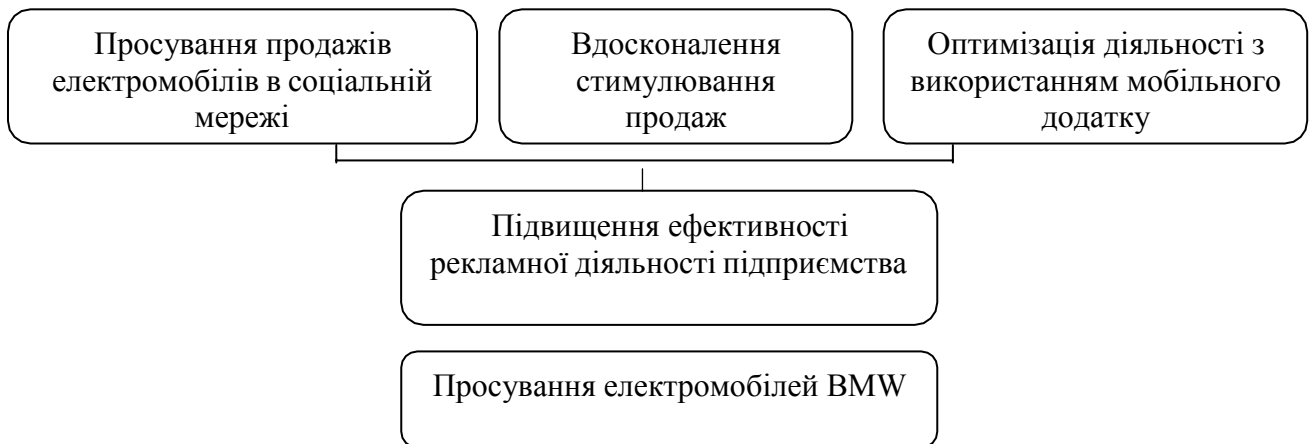 Просування продажів
електромобілів в соціальній
мережі
Вдосконалення
стимулювання
продаж
Оптимізація діяльності з
використанням мобільного
додатку
Підвищення ефективності
рекламної діяльності підприємства
Просування електромобілей BMW